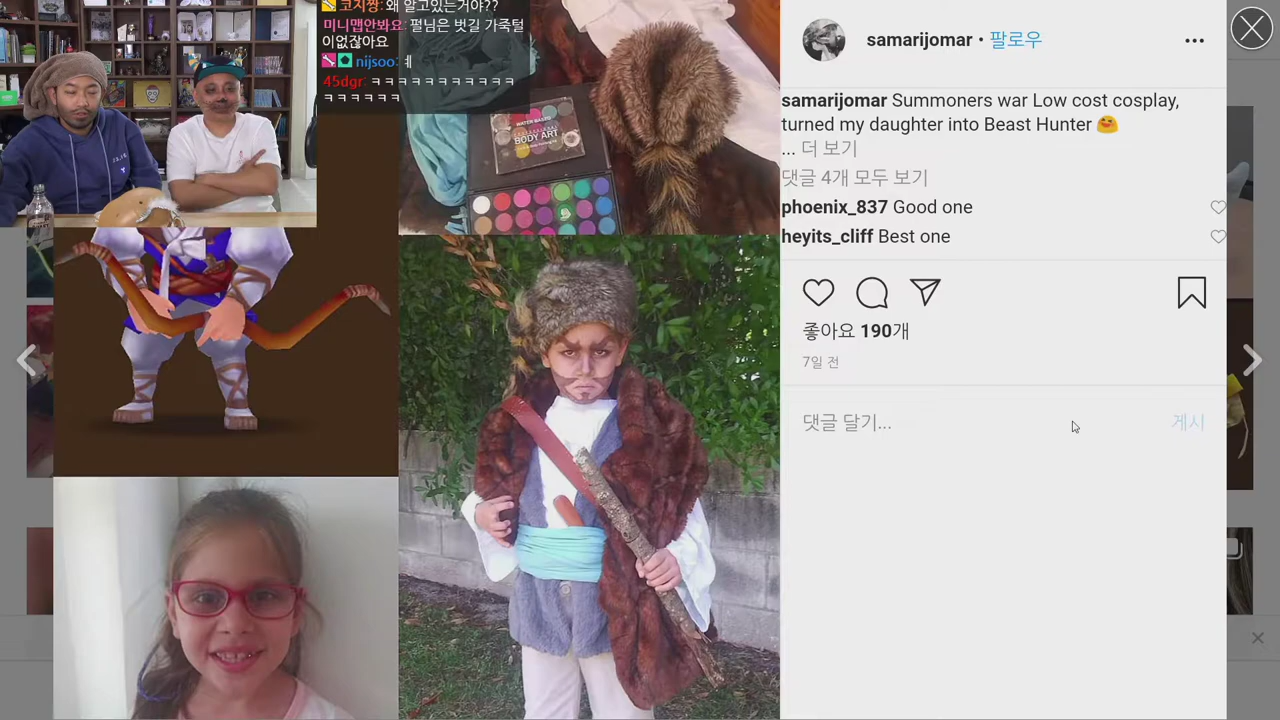 코지짱: 왜 알고있는거야??
미니맵안봐요: 펄님은 벗길 가죽털
이없잖아요
nijsoo: ㅖ
45dgr: ㅋㅋㅋㅋㅋㅋㅋㅋㅋㅋㅋ
ㅋㅋㅋㅋㅋㅋ
WATER BASED
BODY ART
samarijomar • 팔로우
samarijomar Summoners war Low cost cosplay,
turned my daughter into Beast Hunter 😆
... 더 보기
댓글 4개 모두 보기
phoenix_837 Good one
heyits_cliff Best one
좋아요 190개
7일 전
댓글 달기...
게시